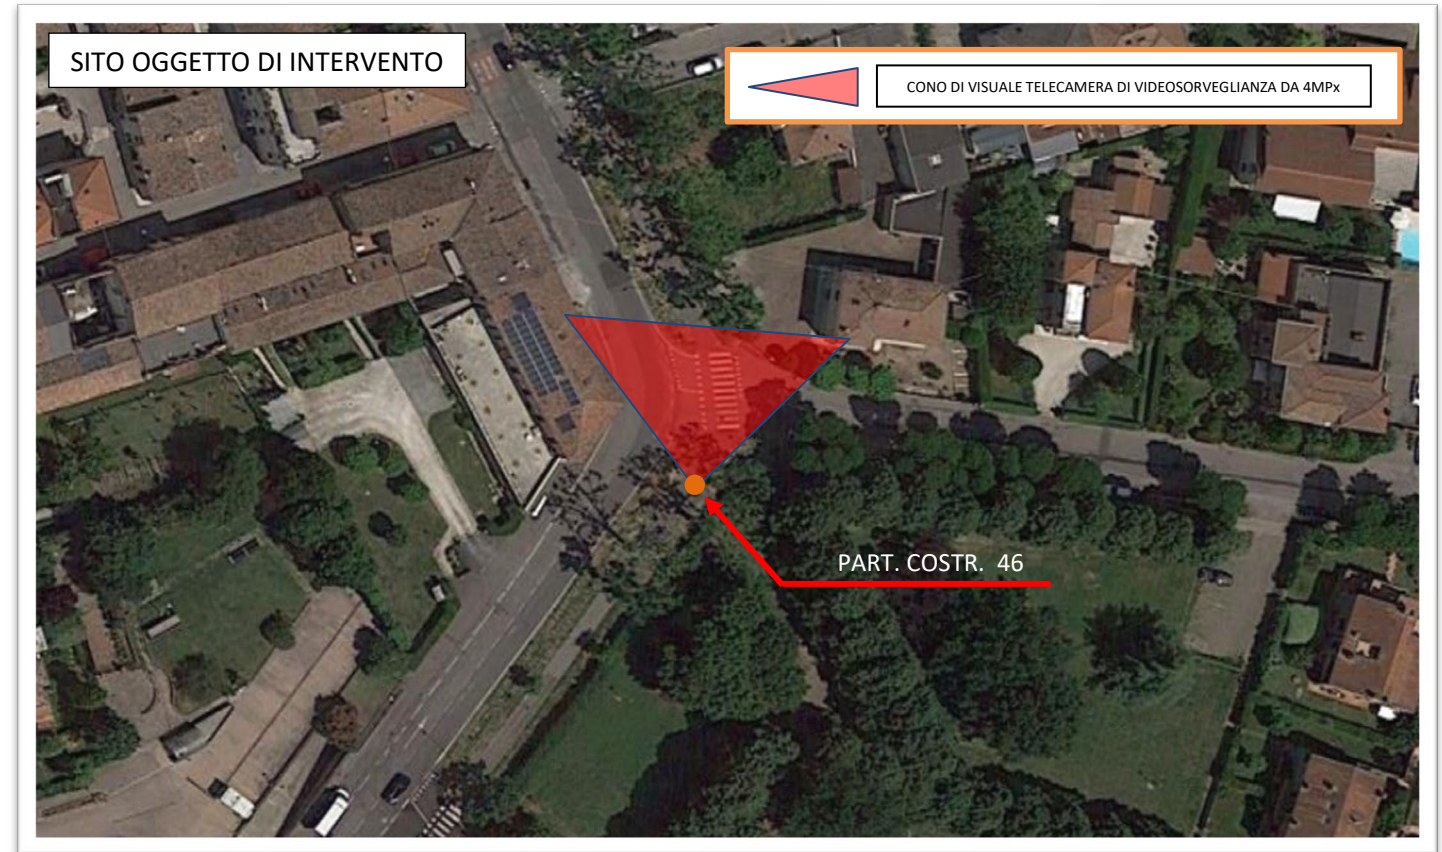 SITO OGGETTO DI INTERVENTO
CONO DI VISUALE TELECAMERA DI VIDEOSORVEGLIANZA DA 4MPx
PART. COSTR. 46